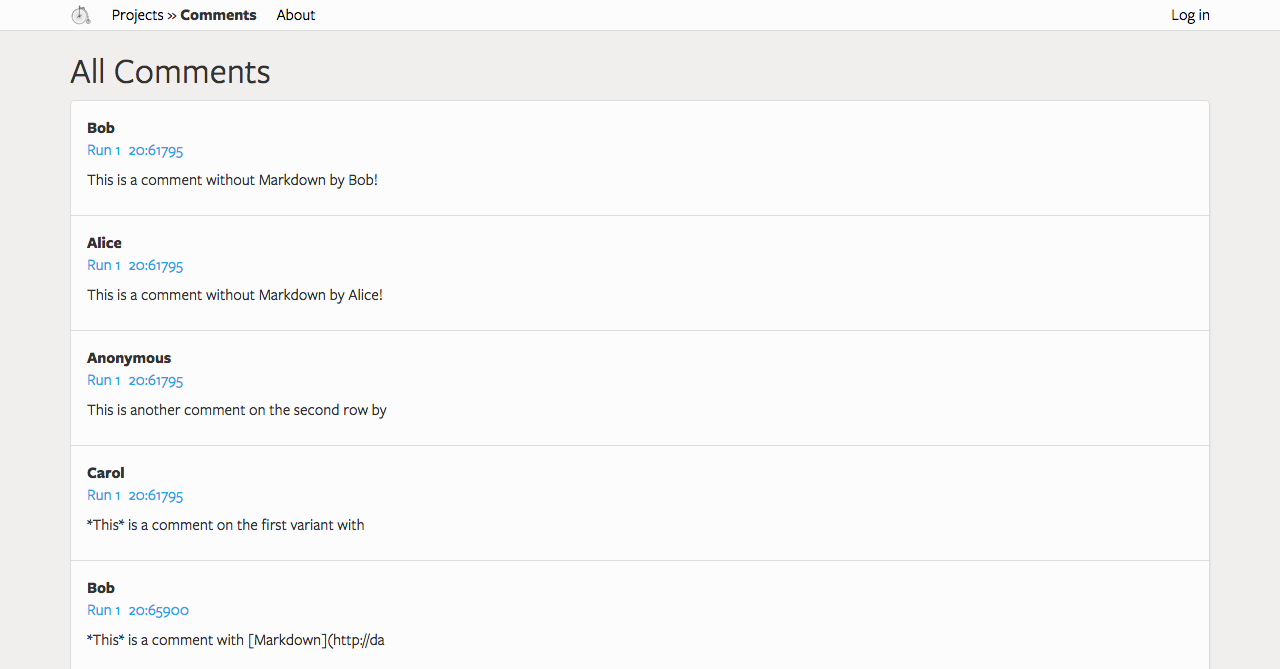 Projects » Comments About Log in
All Comments
Bob
Run 1 20:61795
This is a comment without Markdown by Bob!
Alice
Run 1 20:61795
This is a comment without Markdown by Alice!
Anonymous
Run 1 20:61795
This is another comment on the second row by
Carol
Run 1 20:61795
*This* is a comment on the first variant with
Bob
Run 1 20:65900
*This* is a comment with [Markdown](http://da